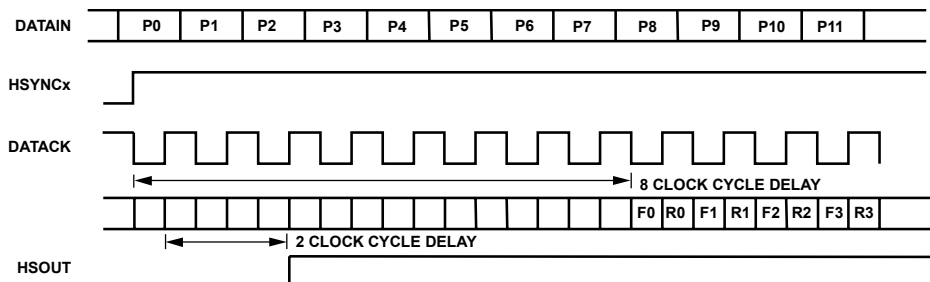 DATAIN P0 P1 P2 P3 P4 P5 P6 P7 P8 P9 P10 P11
HSYNCx
DATACK
8 CLOCK CYCLE DELAY
F0 R0 F1 R1 F2 R2 F3 R3
2 CLOCK CYCLE DELAY
HSOUT